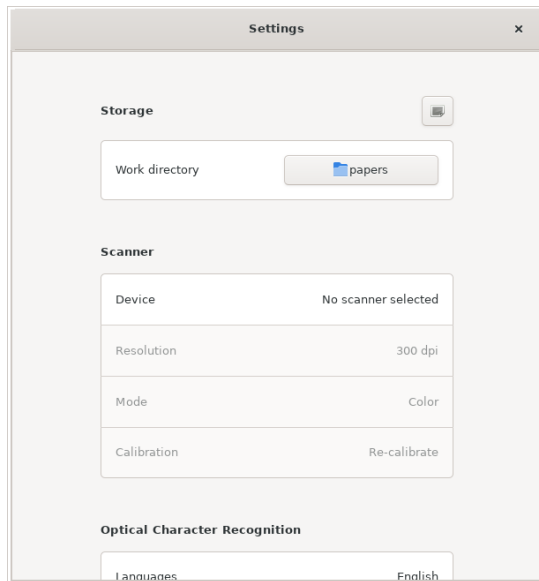 Settings
Storage
Work directory papers
Scanner
Device No scanner selected
Resolution 300 dpi
Mode Color
Calibration Re-calibrate
Optical Character Recognition
Languages English